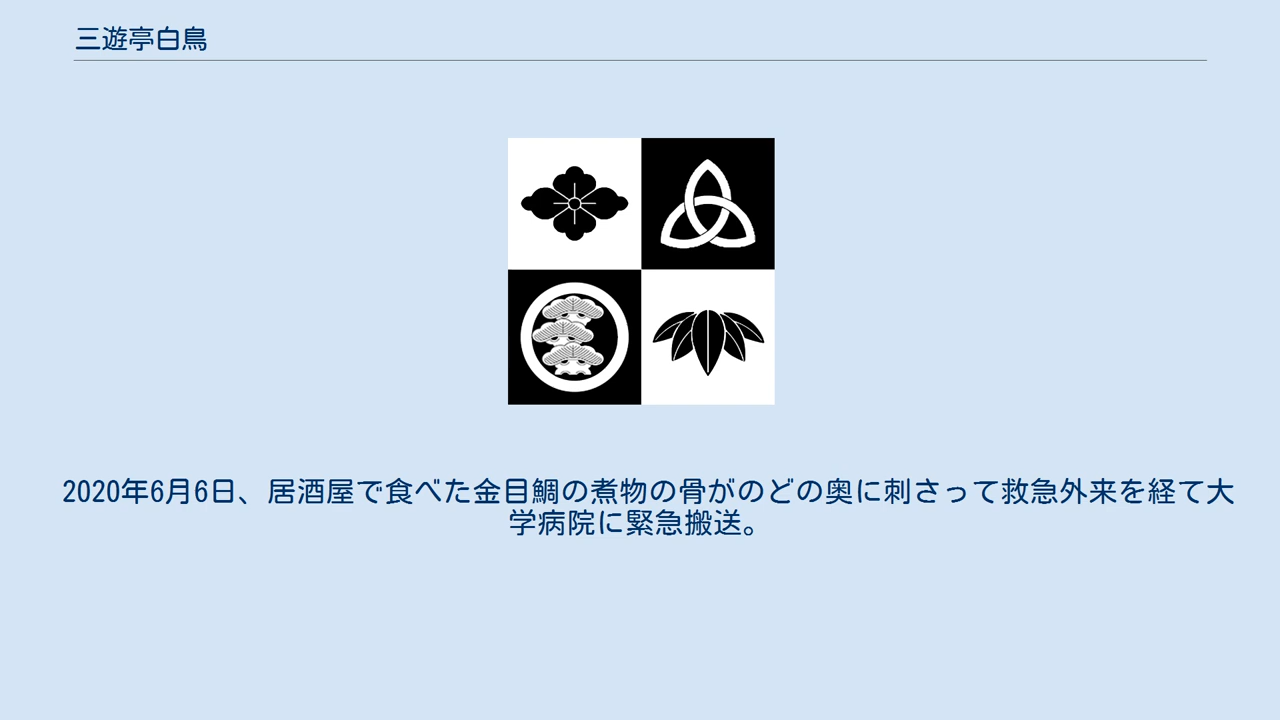 三遊亭白鳥
2020年6月6日、居酒屋で食べた金目鯛の煮物の骨がのどの奥に刺さって救急外来を経て大
学病院に緊急搬送。